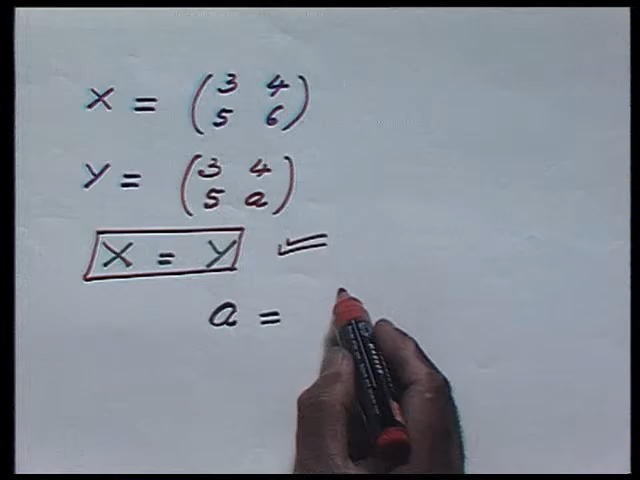 X = (3 4
5 6)
Y = (3 4
5 a)
X = Y ✓
a =